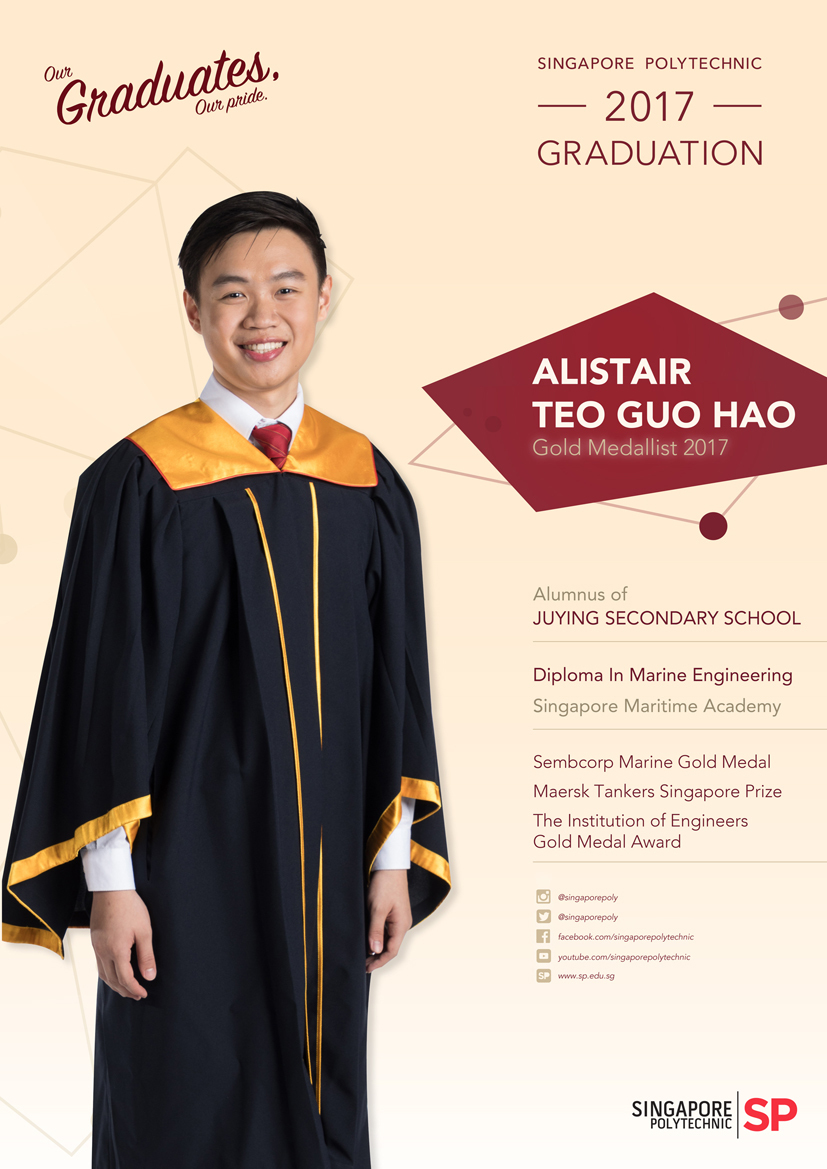 Our
Graduates,
Our pride.
SINGAPORE POLYTECHNIC
2017
GRADUATION
ALISTAIR
TEO GUO HAO
Gold Medallist 2017
Alumnus of
JUYING SECONDARY SCHOOL
Diploma In Marine Engineering
Singapore Maritime Academy
Sembcorp Marine Gold Medal
Maersk Tankers Singapore Prize
The Institution of Engineers
Gold Medal Award
@singaporepoly
@singaporepoly
facebook.com/singaporepolytechnic
youtube.com/singaporepolytechnic
SP www.sp.edu.sg
SINGAPORE
POLYTECHNIC
SP